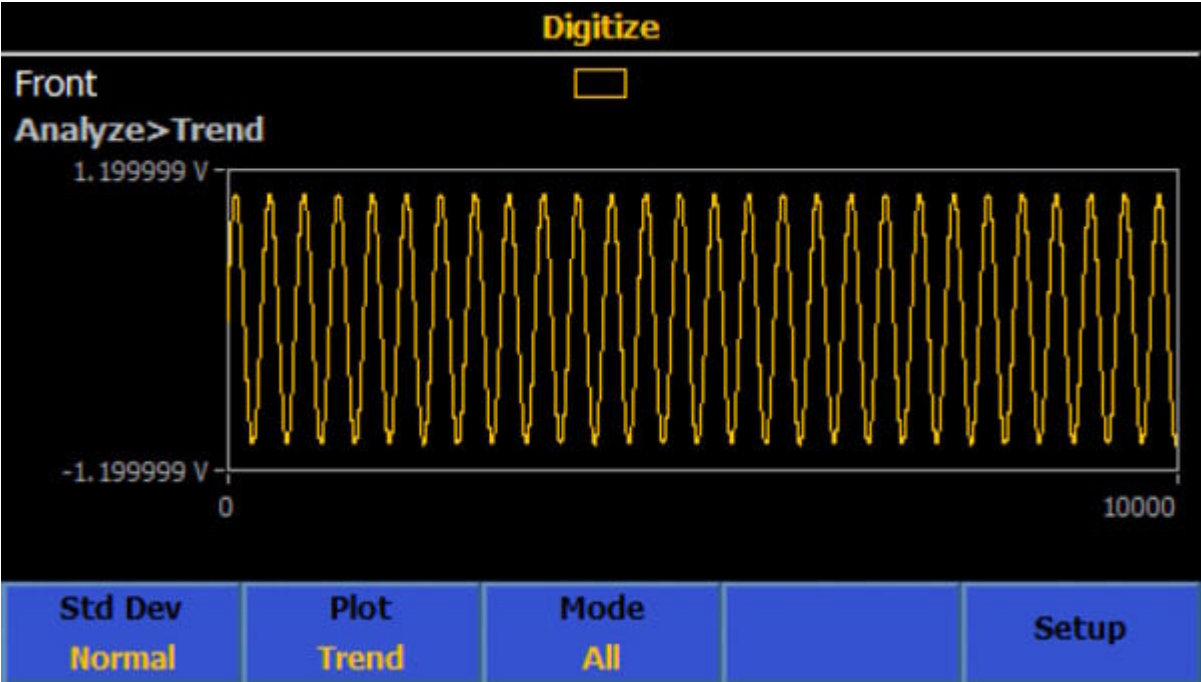 Digitize
Front
Analyze>Trend
1.199999 V
-1.199999 V
0 10000
Std Dev Plot Mode Setup
Normal Trend All